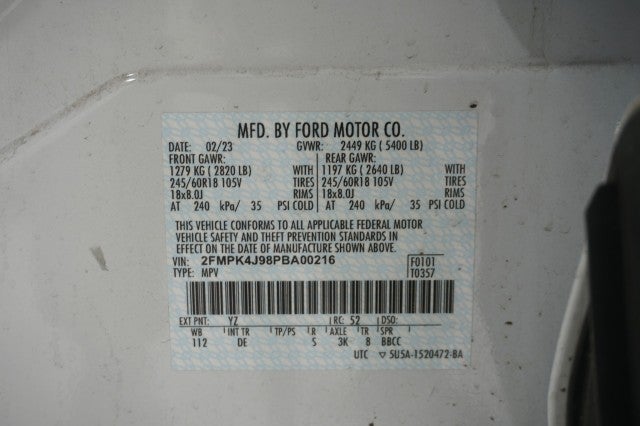 MFD. BY FORD MOTOR CO.
DATE: 02/23 GVWR: 2449 KG ( 5400 LB)
FRONT GAWR: REAR GAWR:
1279 KG ( 2820 LB) WITH 1197 KG ( 2640 LB) WITH
245/60R18 105V TIRES 245/60R18 105V TIRES
18x8.0J RIMS 18x8.0J RIMS
AT 240 kPa/ 35 PSI COLD AT 240 kPa/ 35 PSI COLD
THIS VEHICLE CONFORMS TO ALL APPLICABLE FEDERAL MOTOR
VEHICLE SAFETY AND THEFT PREVENTION STANDARDS IN
EFFECT ON THE DATE OF MANUFACTURE SHOWN ABOVE.
VIN: 2FMPK4J98PBA00216 F0101
TYPE: MPV T0357
EXT PNT: YZ RC: 52 DSO:
WB INT TR TP/PS R AXLE TR SPR
112 DE 5 3K 8 BBCC
UTC ▽ 5U5A-1520472-BA